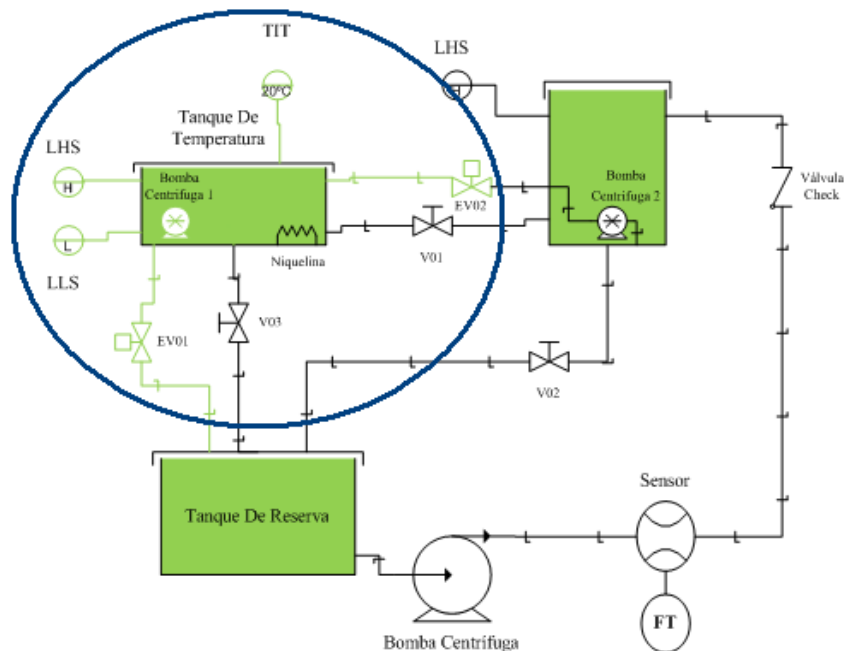 TIT
LHS
20°C
H
Tanque De
Temperatura
LHS
H
Bomba
Centrifuga 1
Bomba
Centrifuga 2
Válvula
Check
EV02
L
LLS
Niquelina
V01
EV01
V03
V02
Sensor
Tanque De Reserva
FT
Bomba Centrífuga